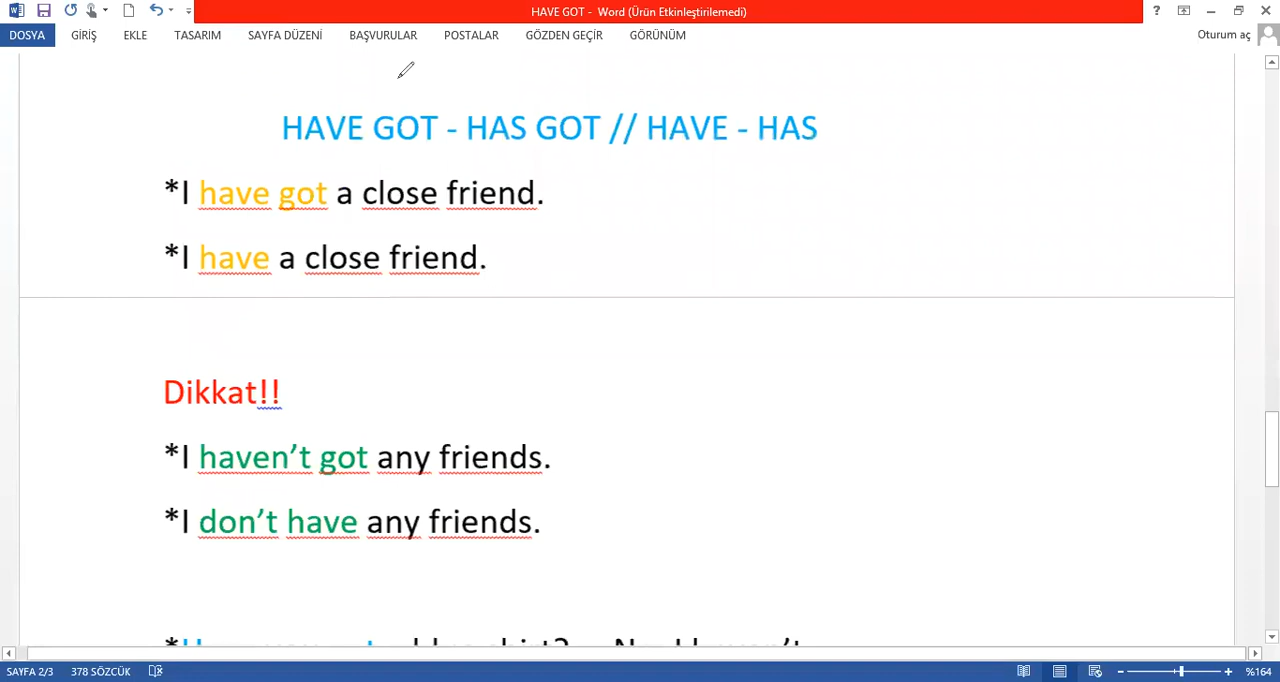 HAVE GOT - Word (Ürün Etkinleştirilemedi)
DOSYA GİRİŞ EKLE TASARIM SAYFA DÜZENİ BAŞVURULAR POSTALAR GÖZDEN GEÇİR GÖRÜNÜM Oturum aç
HAVE GOT - HAS GOT // HAVE - HAS
*I have got a close friend.
*I have a close friend.
Dikkat!!
*I haven't got any friends.
*I don't have any friends.
SAYFA 2/3 378 SÖZCÜK %164